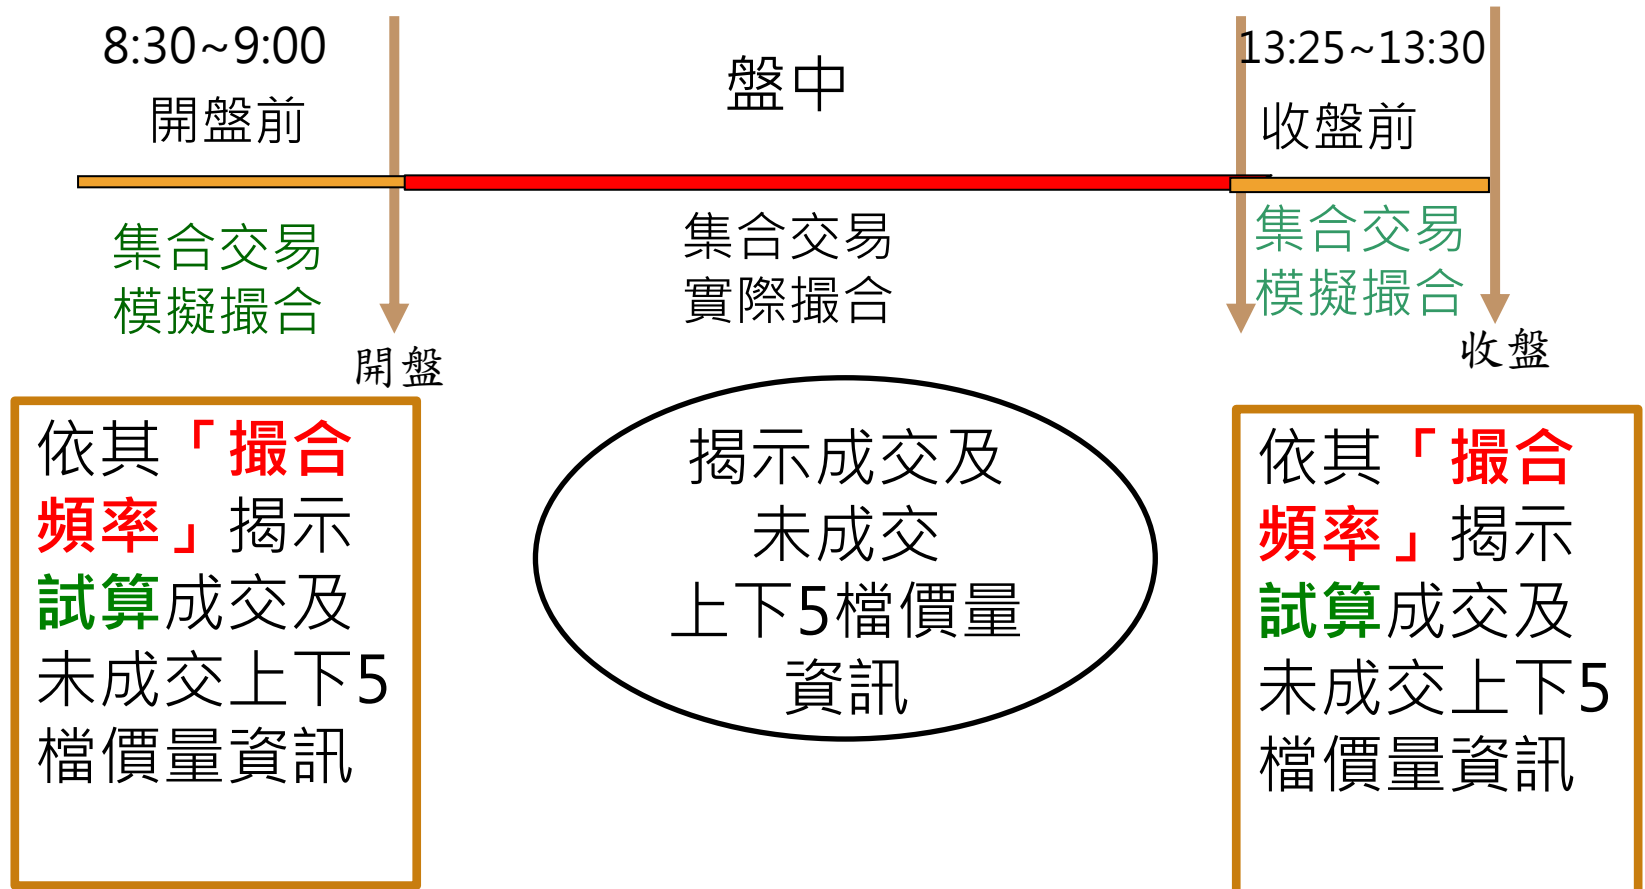 8:30~9:00
開盤前
盤中
13:25~13:30
收盤前
集合交易
模擬撮合
集合交易
實際撮合
集合交易
模擬撮合
開盤
收盤
依其「撮合
頻率」揭示
試算成交及
未成交上下5
檔價量資訊
揭示成交及
未成交
上下5檔價量
資訊
依其「撮合
頻率」揭示
試算成交及
未成交上下5
檔價量資訊